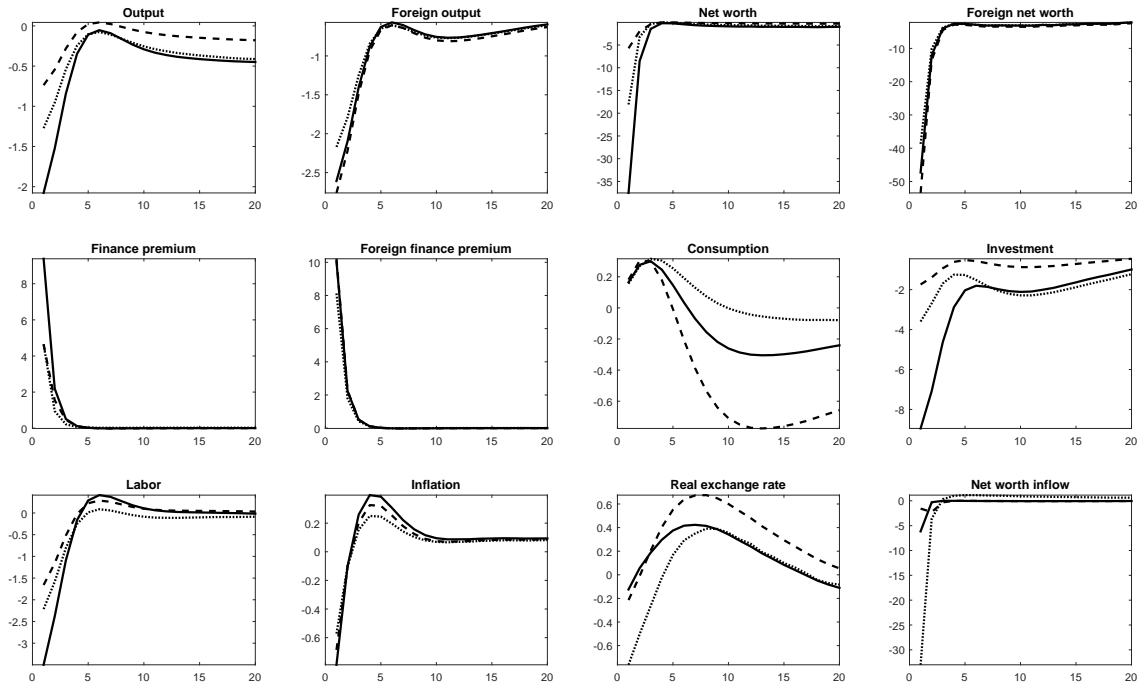 Output
0
-0.5
-1
-1.5
-2
0 5 10 15 20
Foreign output
-1
-1.5
-2
-2.5
0 5 10 15 20
Net worth
-5
-10
-15
-20
-25
-30
-35
0 5 10 15 20
Foreign net worth
-10
-20
-30
-40
-50
0 5 10 15 20
Finance premium
8
6
4
2
0
0 5 10 15 20
Foreign finance premium
10
8
6
4
2
0
0 5 10 15 20
Consumption
0.2
0
-0.2
-0.4
-0.6
0 5 10 15 20
Investment
-2
-4
-6
-8
0 5 10 15 20
Labor
0
-0.5
-1
-1.5
-2
-2.5
-3
0 5 10 15 20
Inflation
0.2
0
-0.2
-0.4
-0.6
0 5 10 15 20
Real exchange rate
0.6
0.4
0.2
0
-0.2
-0.4
-0.6
0 5 10 15 20
Net worth inflow
0
-5
-10
-15
-20
-25
-30
0 5 10 15 20